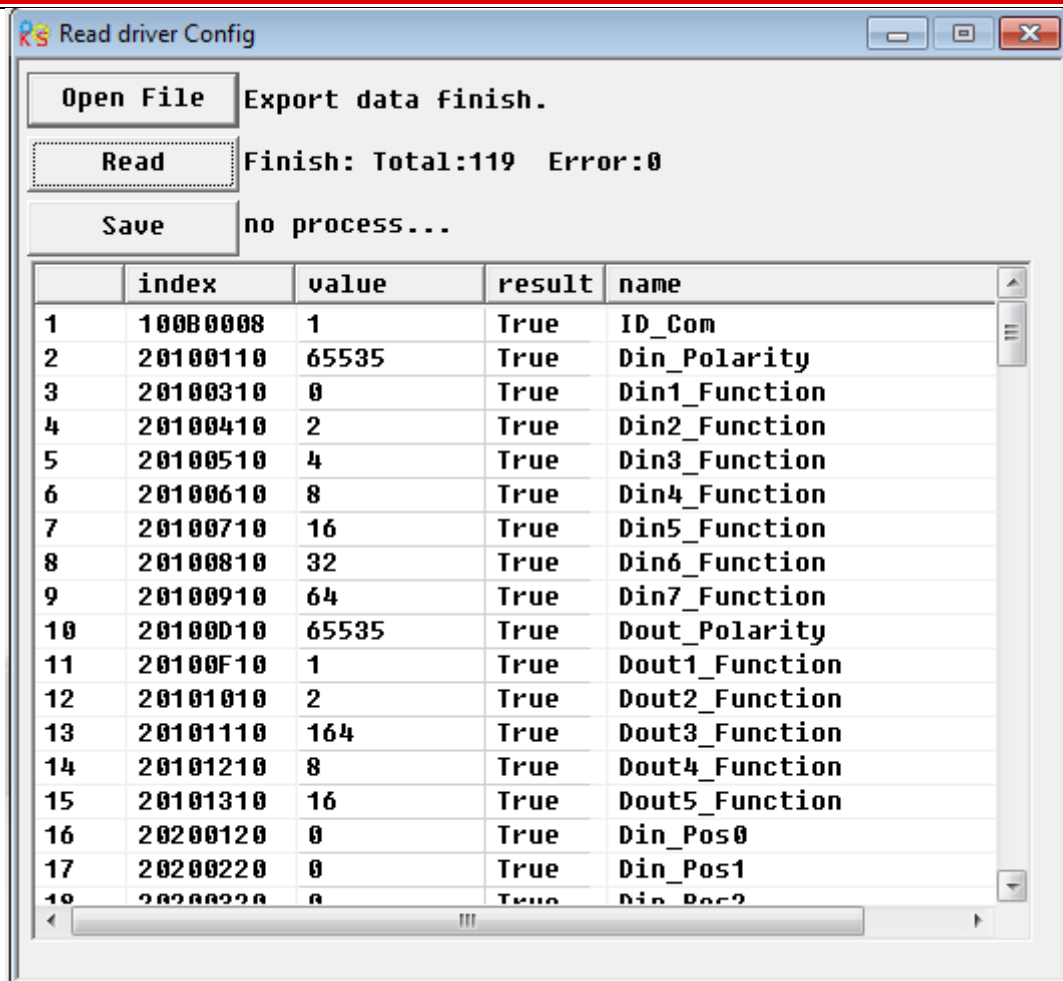 Read driver Config
Open File Export data finish.
Read Finish: Total:119 Error:0
Save no process...
index value result name
1 100B0008 1 True ID_Com
2 20100110 65535 True Din_Polarity
3 20100310 0 True Din1_Function
4 20100410 2 True Din2_Function
5 20100510 4 True Din3_Function
6 20100610 8 True Din4_Function
7 20100710 16 True Din5_Function
8 20100810 32 True Din6_Function
9 20100910 64 True Din7_Function
10 20100D10 65535 True Dout_Polarity
11 20100F10 1 True Dout1_Function
12 20101010 2 True Dout2_Function
13 20101110 164 True Dout3_Function
14 20101210 8 True Dout4_Function
15 20101310 16 True Dout5_Function
16 20200120 0 True Din_Pos0
17 20200220 0 True Din_Pos1
18 20200320 0 True Din_Pos2